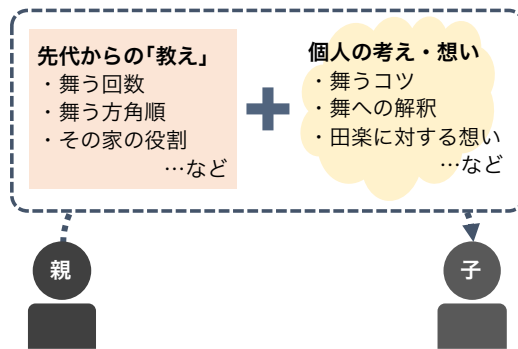 先代からの｢教え｣
・舞う回数
・舞う方角順
・その家の役割
…など
個人の考え・想い
・舞うコツ
・舞への解釈
・田楽に対する想い
…など
親
子